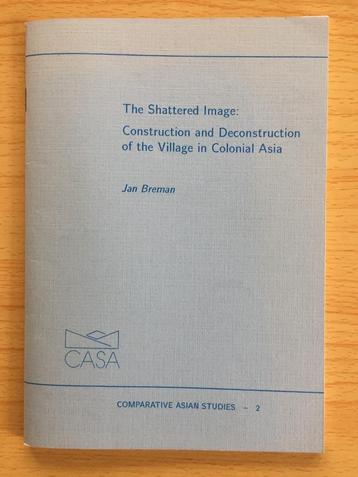 The Shattered Image:
Construction and Deconstruction
of the Village in Colonial Asia
Jan Breman
CASA
COMPARATIVE ASIAN STUDIES - 2